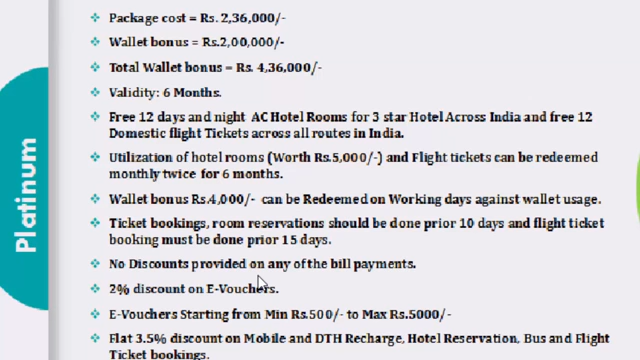 Platinum
❖ Package cost = Rs. 2,36,000/-
❖ Wallet bonus = Rs.2,00,000/-
❖ Total Wallet bonus = Rs. 4,36,000/-
❖ Validity: 6 Months.
❖ Free 12 days and night AC Hotel Rooms for 3 star Hotel Across India and free 12
Domestic flight Tickets across all routes in India.
❖ Utilization of hotel rooms (Worth Rs.5,000/-) and Flight tickets can be redeemed
monthly twice for 6 months.
❖ Wallet bonus Rs.4,000/- can be Redeemed on Working days against wallet usage.
❖ Ticket bookings, room reservations should be done prior 10 days and flight ticket
booking must be done prior 15 days.
❖ No Discounts provided on any of the bill payments.
❖ 2% discount on E-Vouchers.
❖ E-Vouchers Starting from Min Rs.500/- to Max Rs.5000/-
❖ Flat 3.5% discount on Mobile and DTH Recharge, Hotel Reservation, Bus and Flight
Ticket bookings.